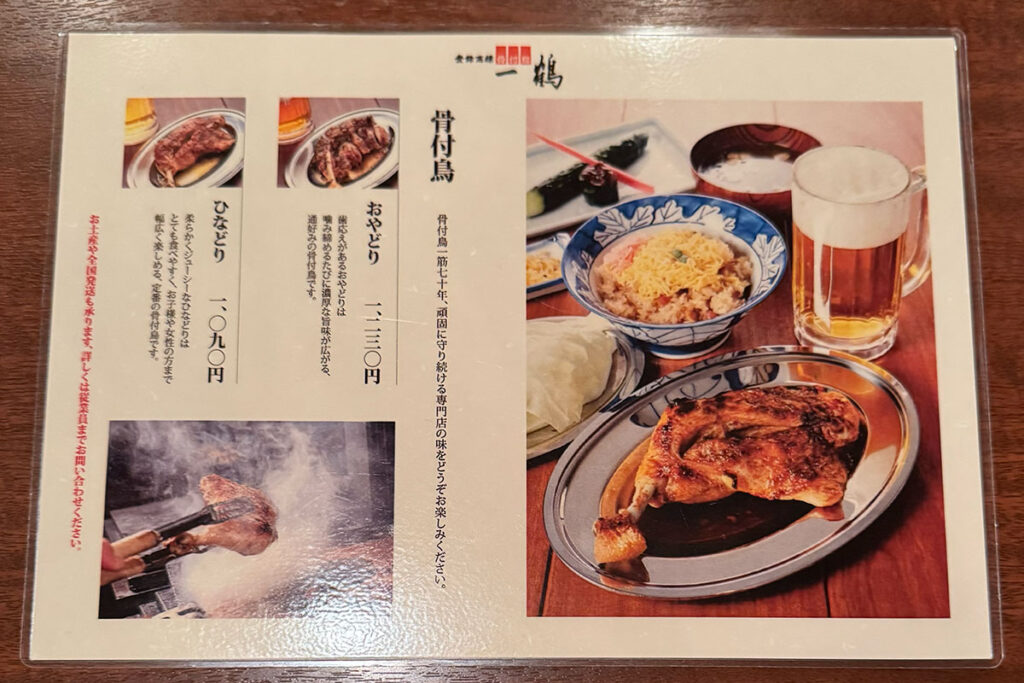 登録商標 骨付鳥
一鶴
骨付鳥
骨付鳥一筋七十年、頑固に守り続ける専門店の味をどうぞお楽しみください。
おやどり 一、二三〇円
歯応えがあるおやどりは
噛み締めるたびに濃厚な旨味が広がる、
通好みの骨付鳥です。
ひなどり 一、〇九〇円
柔らかくジューシーなひなどりは
とても食べやすく、お子様や女性の方まで
幅広く楽しめる、定番の骨付鳥です。
お土産や全国発送も承ります、詳しくは従業員までお問い合わせください。